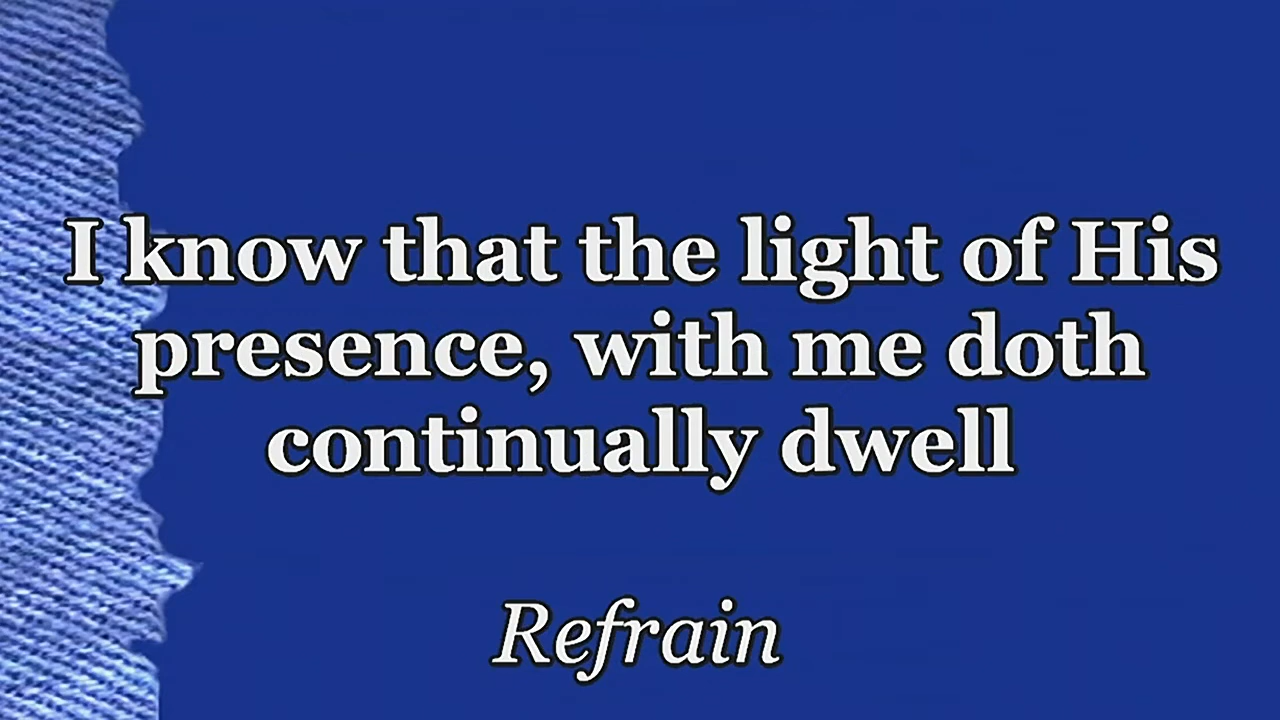 I know that the light of His
presence, with me doth
continually dwell
Refrain